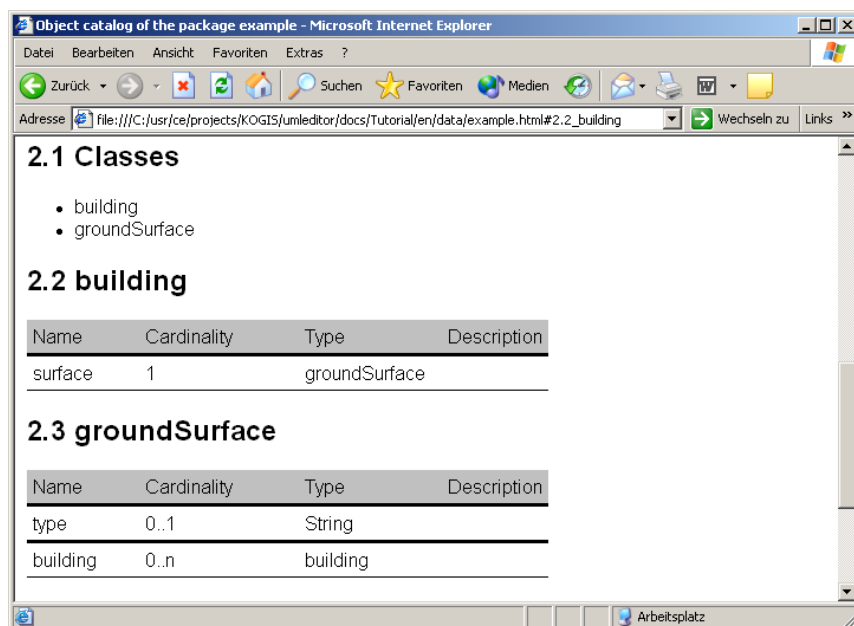 Object catalog of the package example - Microsoft Internet Explorer
Datei Bearbeiten Ansicht Favoriten Extras ?
Zurück Suchen Favoriten Medien
Adresse file:///C:/usr/ce/projects/KOGIS/umleditor/docs/Tutorial/en/data/example.html#2.2_building Wechseln zu Links »
2.1 Classes
• building
• groundSurface
2.2 building
Name Cardinality Type Description
surface 1 groundSurface
2.3 groundSurface
Name Cardinality Type Description
type 0..1 String
building 0..n building
Arbeitsplatz